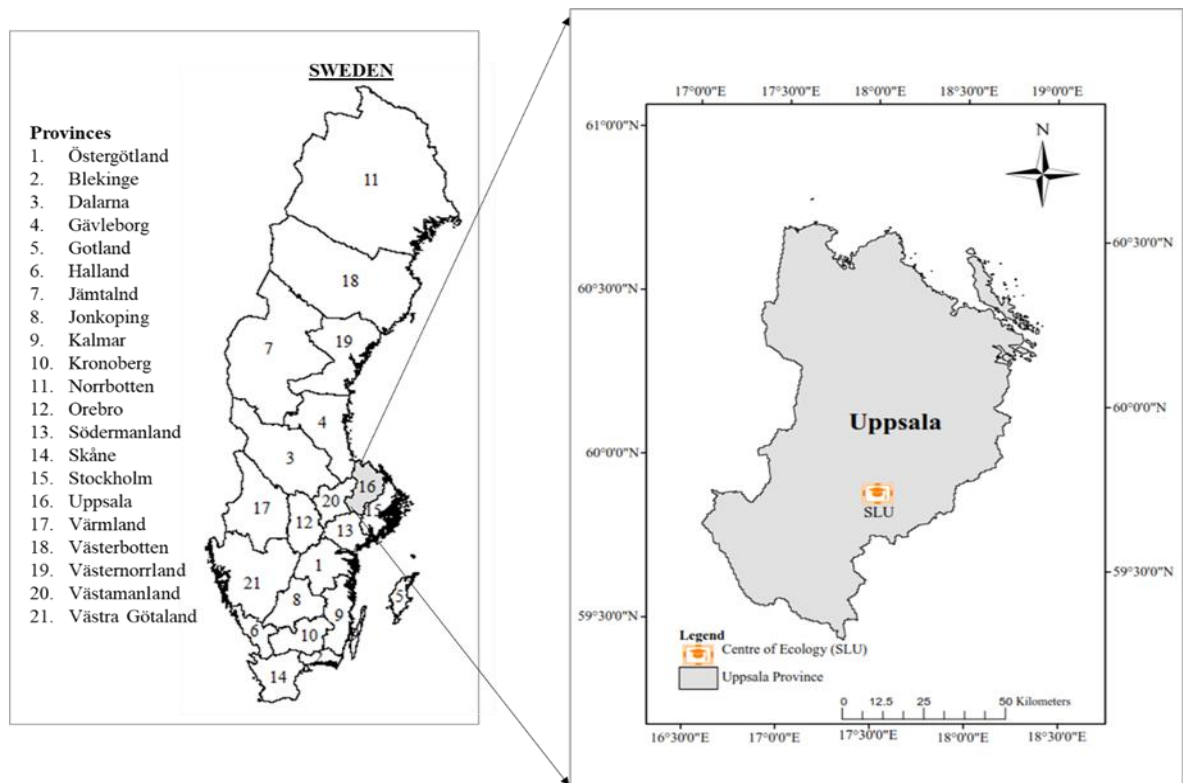 SWEDEN
Provinces
1. Östergötland
2. Blekinge
3. Dalarna
4. Gävleborg
5. Gotland
6. Halland
7. Jämtalnd
8. Jonkoping
9. Kalmar
10. Kronoberg
11. Norrbotten
12. Orebro
13. Södermanland
14. Skåne
15. Stockholm
16. Uppsala
17. Värmland
18. Västerbotten
19. Västernorrland
20. Västamanland
21. Västra Götaland
11
18
7
19
4
3
16
20
15
17
12
13
1
21
8
5
9
6
10
14
17°0'0"E 17°30'0"E 18°0'0"E 18°30'0"E 19°0'0"E
61°0'0"N
N
60°30'0"N
60°30'0"N
60°0'0"N
Uppsala
60°0'0"N
SLU
59°30'0"N
59°30'0"N
Legend
Centre of Ecology (SLU)
Uppsala Province
0 12.5 25 50 Kilometers
16°30'0"E 17°0'0"E 17°30'0"E 18°0'0"E 18°30'0"E